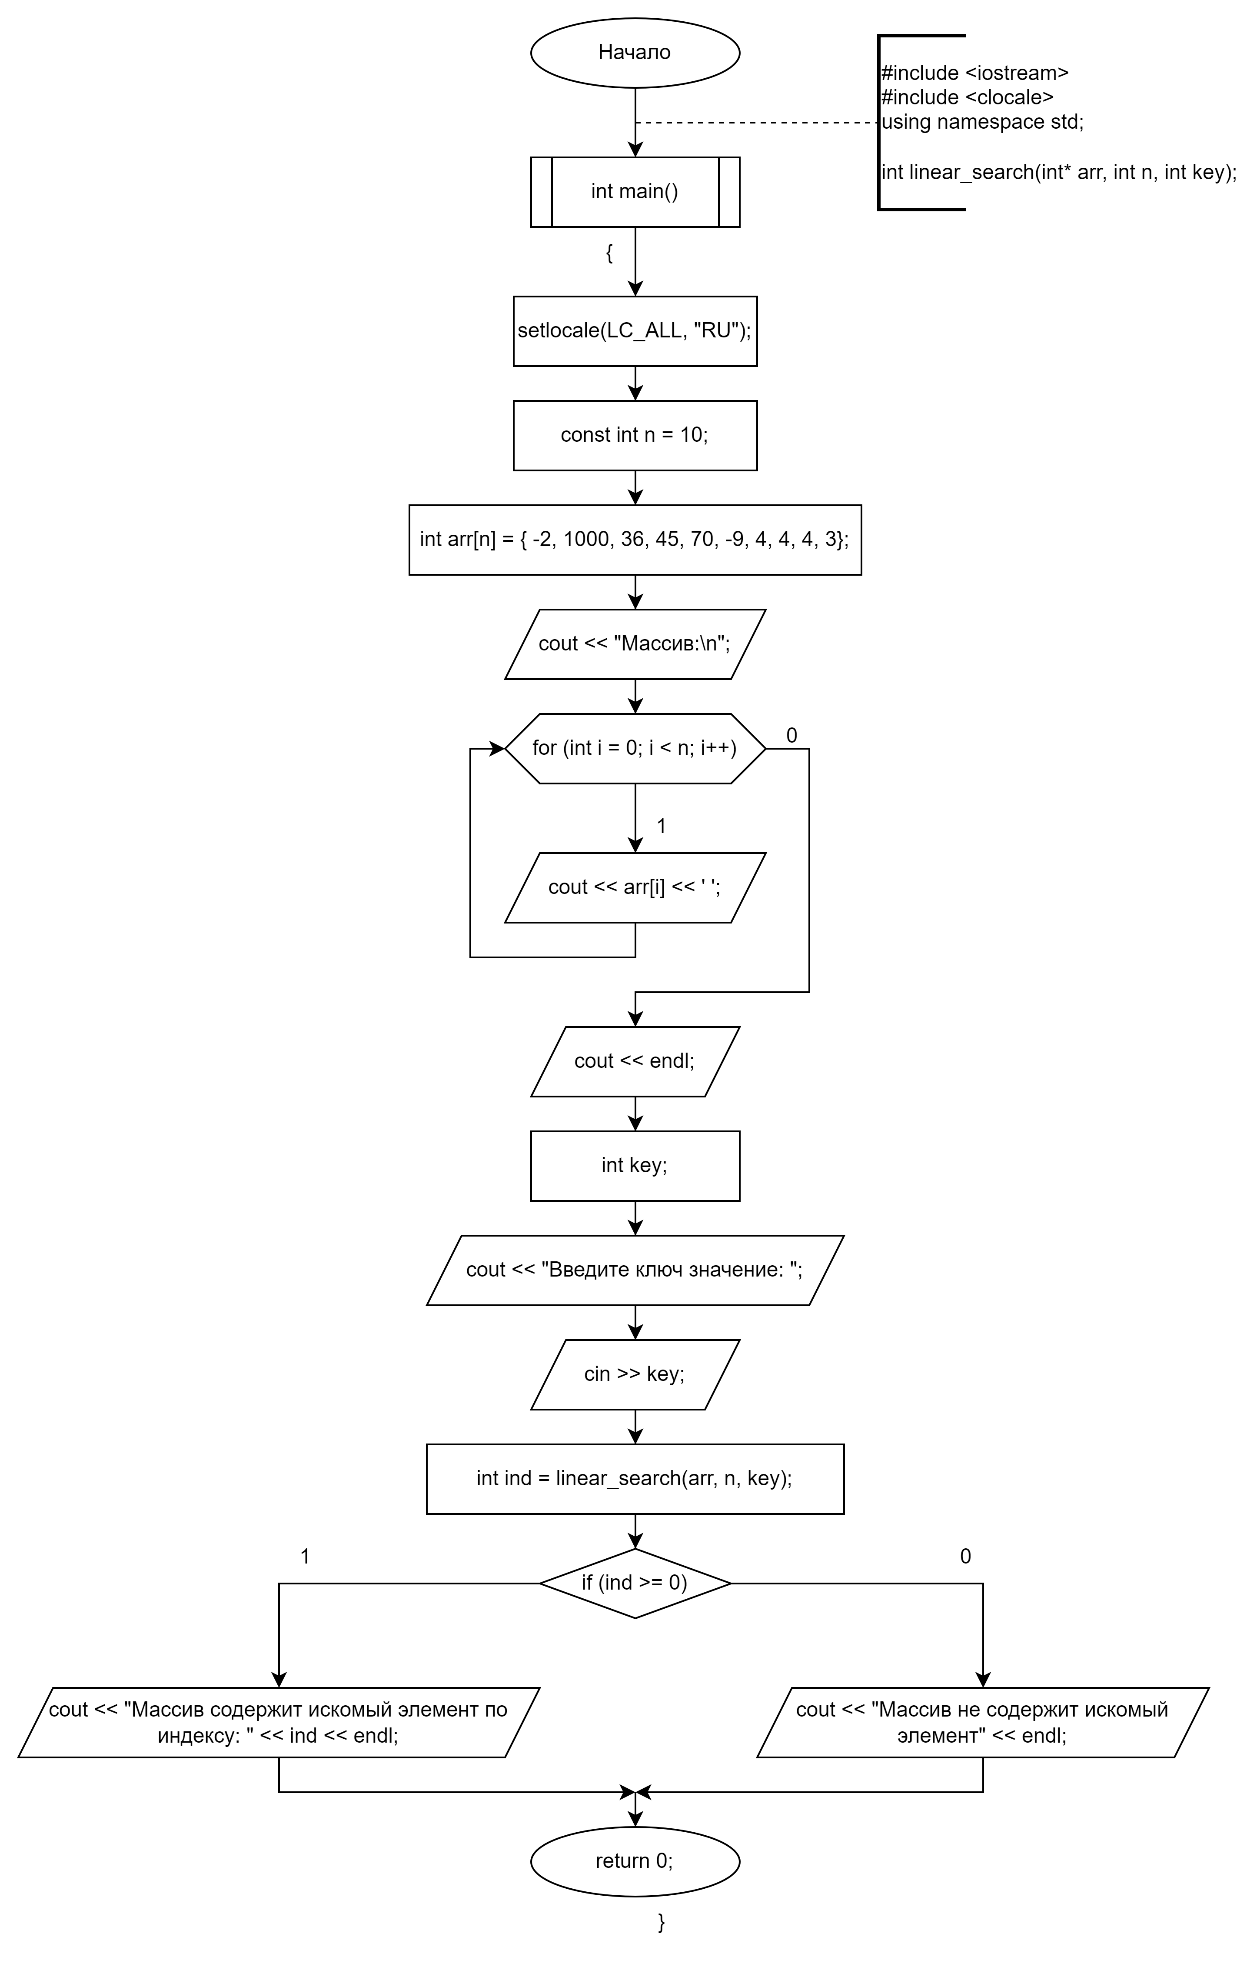 Начало
#include <iostream>
#include <clocale>
using namespace std;
int linear_search(int* arr, int n, int key);
int main()
{
setlocale(LC_ALL, "RU");
const int n = 10;
int arr[n] = { -2, 1000, 36, 45, 70, -9, 4, 4, 4, 3};
cout << "Массив:\n";
for (int i = 0; i < n; i++)
0
1
cout << arr[i] << ' ';
cout << endl;
int key;
cout << "Введите ключ значение: ";
cin >> key;
int ind = linear_search(arr, n, key);
if (ind >= 0)
1
0
cout << "Массив содержит искомый элемент по
индексу: " << ind << endl;
cout << "Массив не содержит искомый
элемент" << endl;
return 0;
}